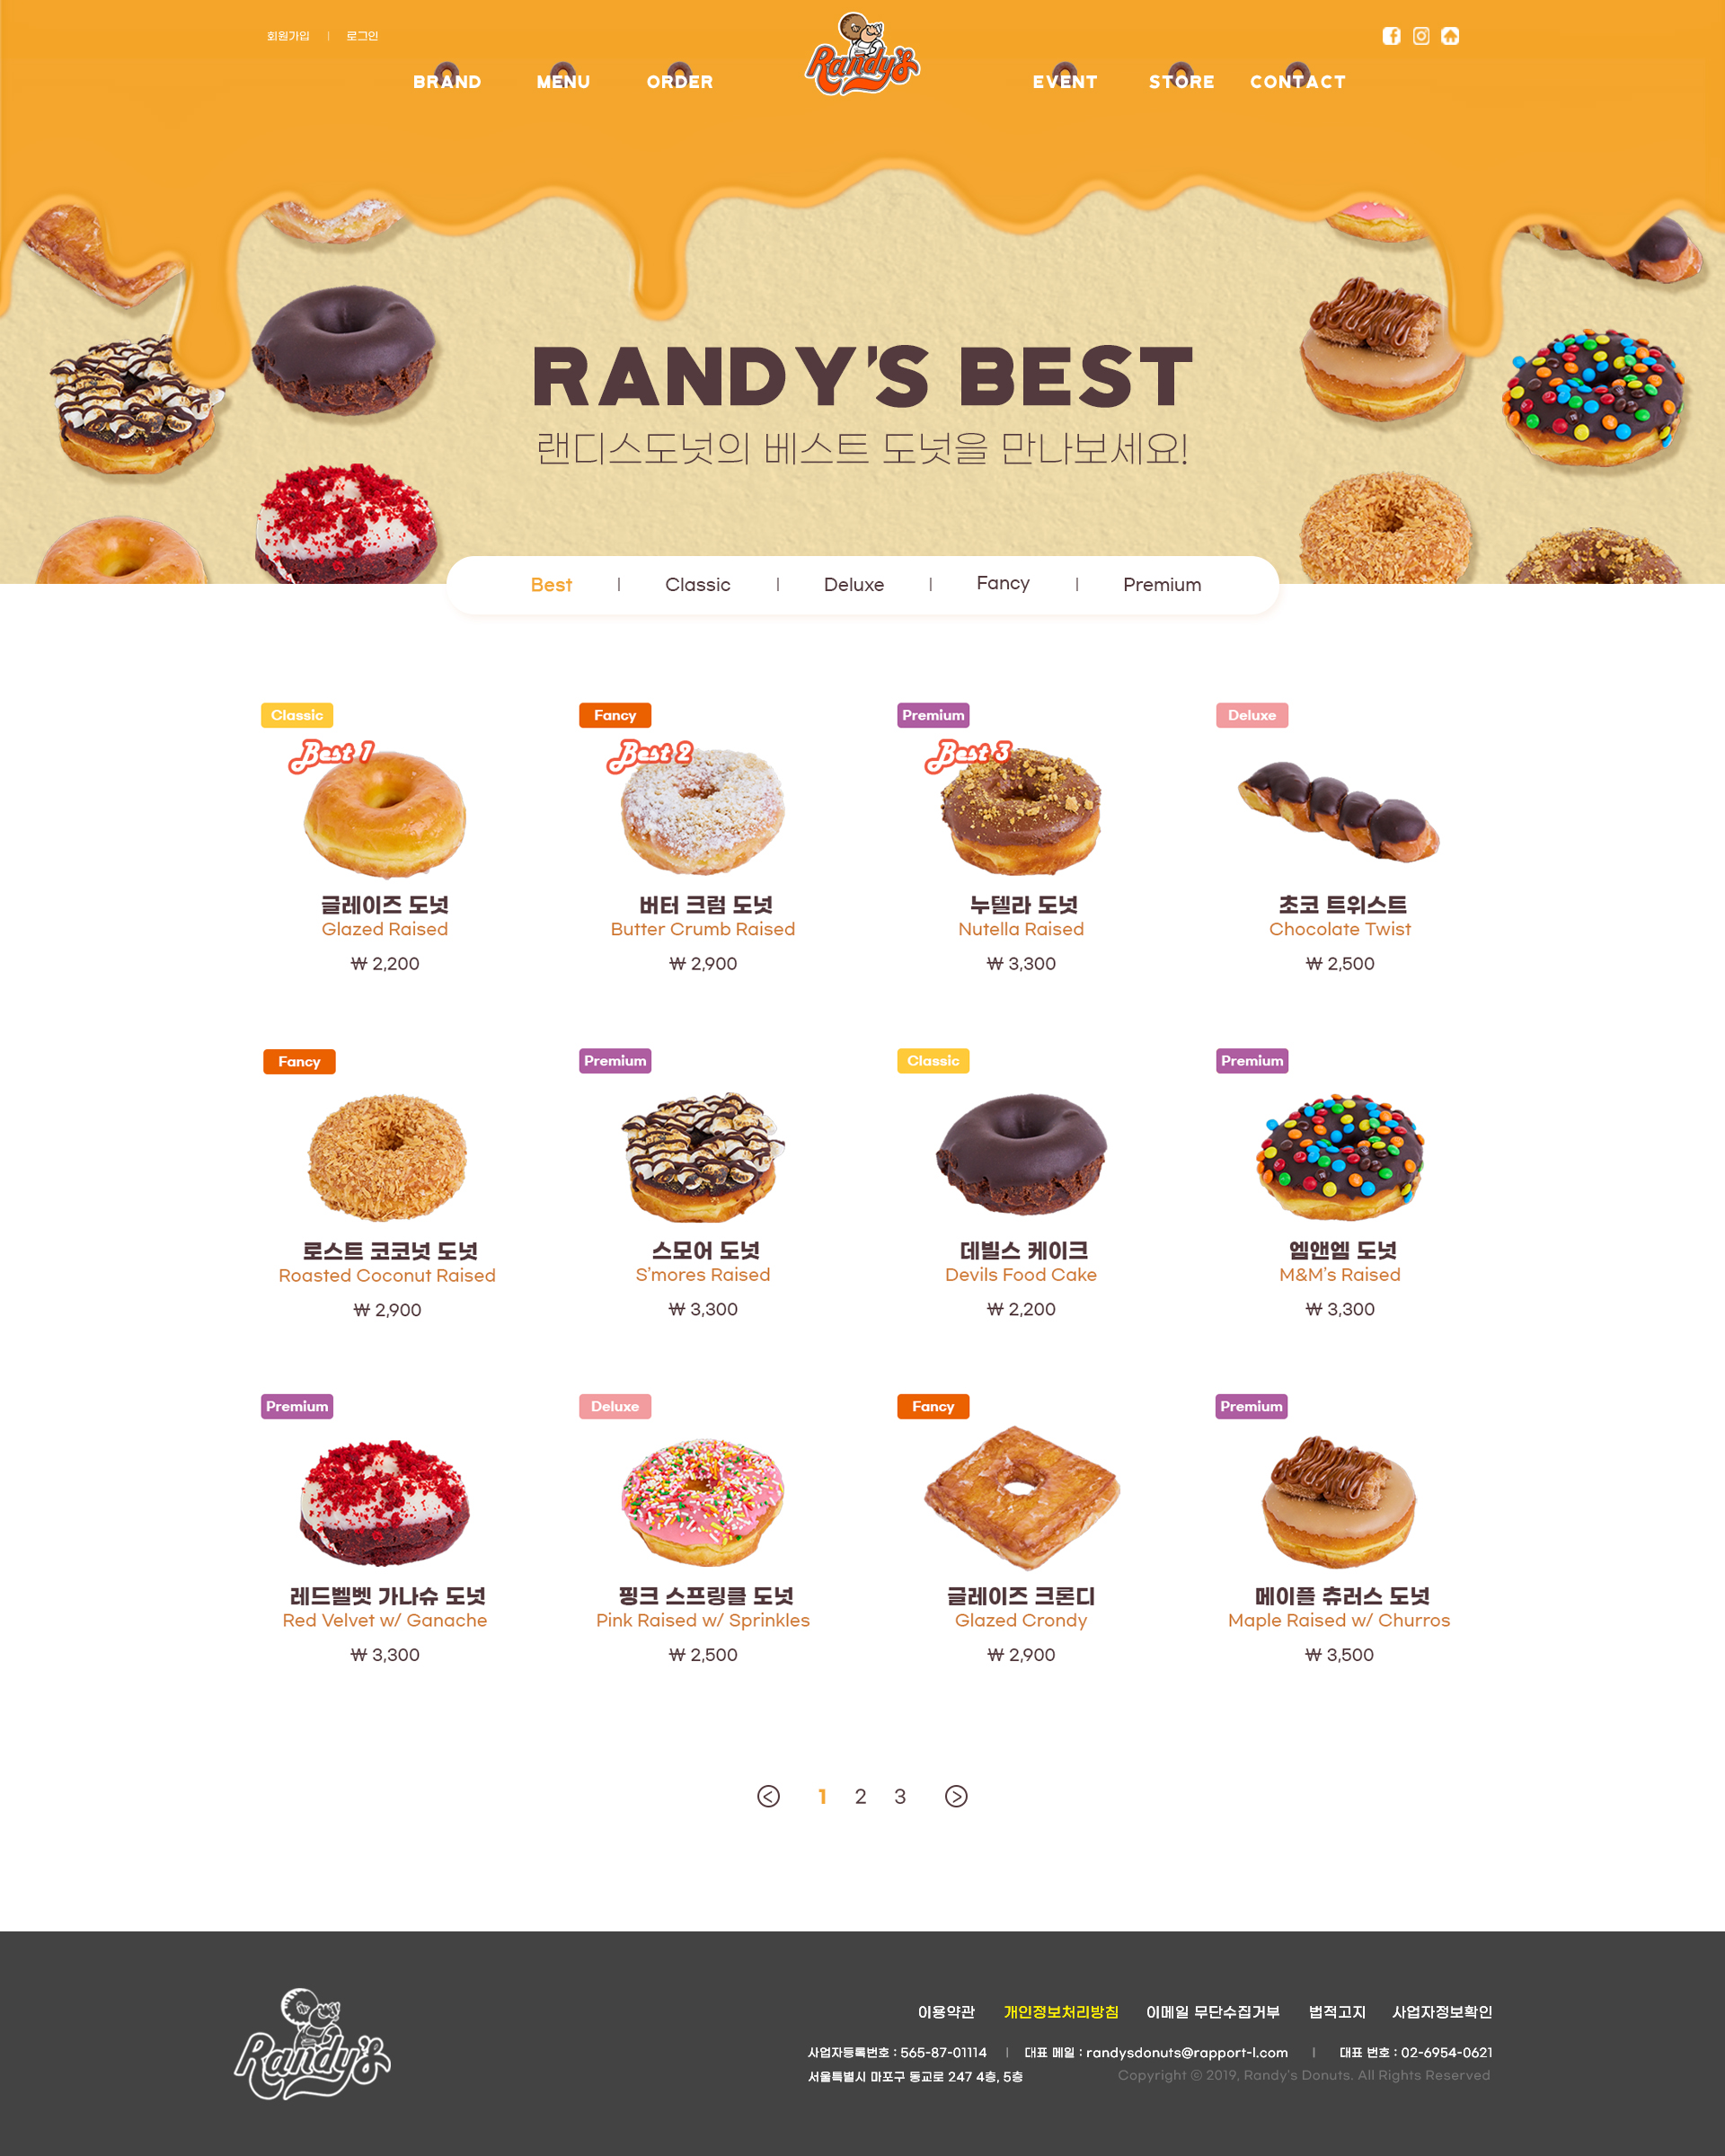 회원가입 | 로그인
Randy's
BRAND MENU ORDER EVENT STORE CONTACT
RANDY'S BEST
랜디스도넛의 베스트 도넛을 만나보세요!
Best | Classic | Deluxe | Fancy | Premium
Classic
Best 1
글레이즈 도넛
Glazed Raised
₩ 2,200
Fancy
Best 2
버터 크럼 도넛
Butter Crumb Raised
₩ 2,900
Premium
Best 3
누텔라 도넛
Nutella Raised
₩ 3,300
Deluxe
초코 트위스트
Chocolate Twist
₩ 2,500
Fancy
로스트 코코넛 도넛
Roasted Coconut Raised
₩ 2,900
Premium
스모어 도넛
S'mores Raised
₩ 3,300
Classic
데빌스 케이크
Devils Food Cake
₩ 2,200
Premium
엠앤엠 도넛
M&M's Raised
₩ 3,300
Premium
레드벨벳 가나슈 도넛
Red Velvet w/ Ganache
₩ 3,300
Deluxe
핑크 스프링클 도넛
Pink Raised w/ Sprinkles
₩ 2,500
Fancy
글레이즈 크론디
Glazed Crondy
₩ 2,900
Premium
메이플 츄러스 도넛
Maple Raised w/ Churros
₩ 3,500
< 1 2 3 >
Randy's
이용약관 개인정보처리방침 이메일 무단수집거부 법적고지 사업자정보확인
사업자등록번호 : 565-87-01114 | 대표 메일 : randysdonuts@rapport-l.com | 대표 번호 : 02-6954-0621
서울특별시 마포구 동교로 247 4층, 5층 Copyright ⓒ 2019, Randy's Donuts. All Rights Reserved